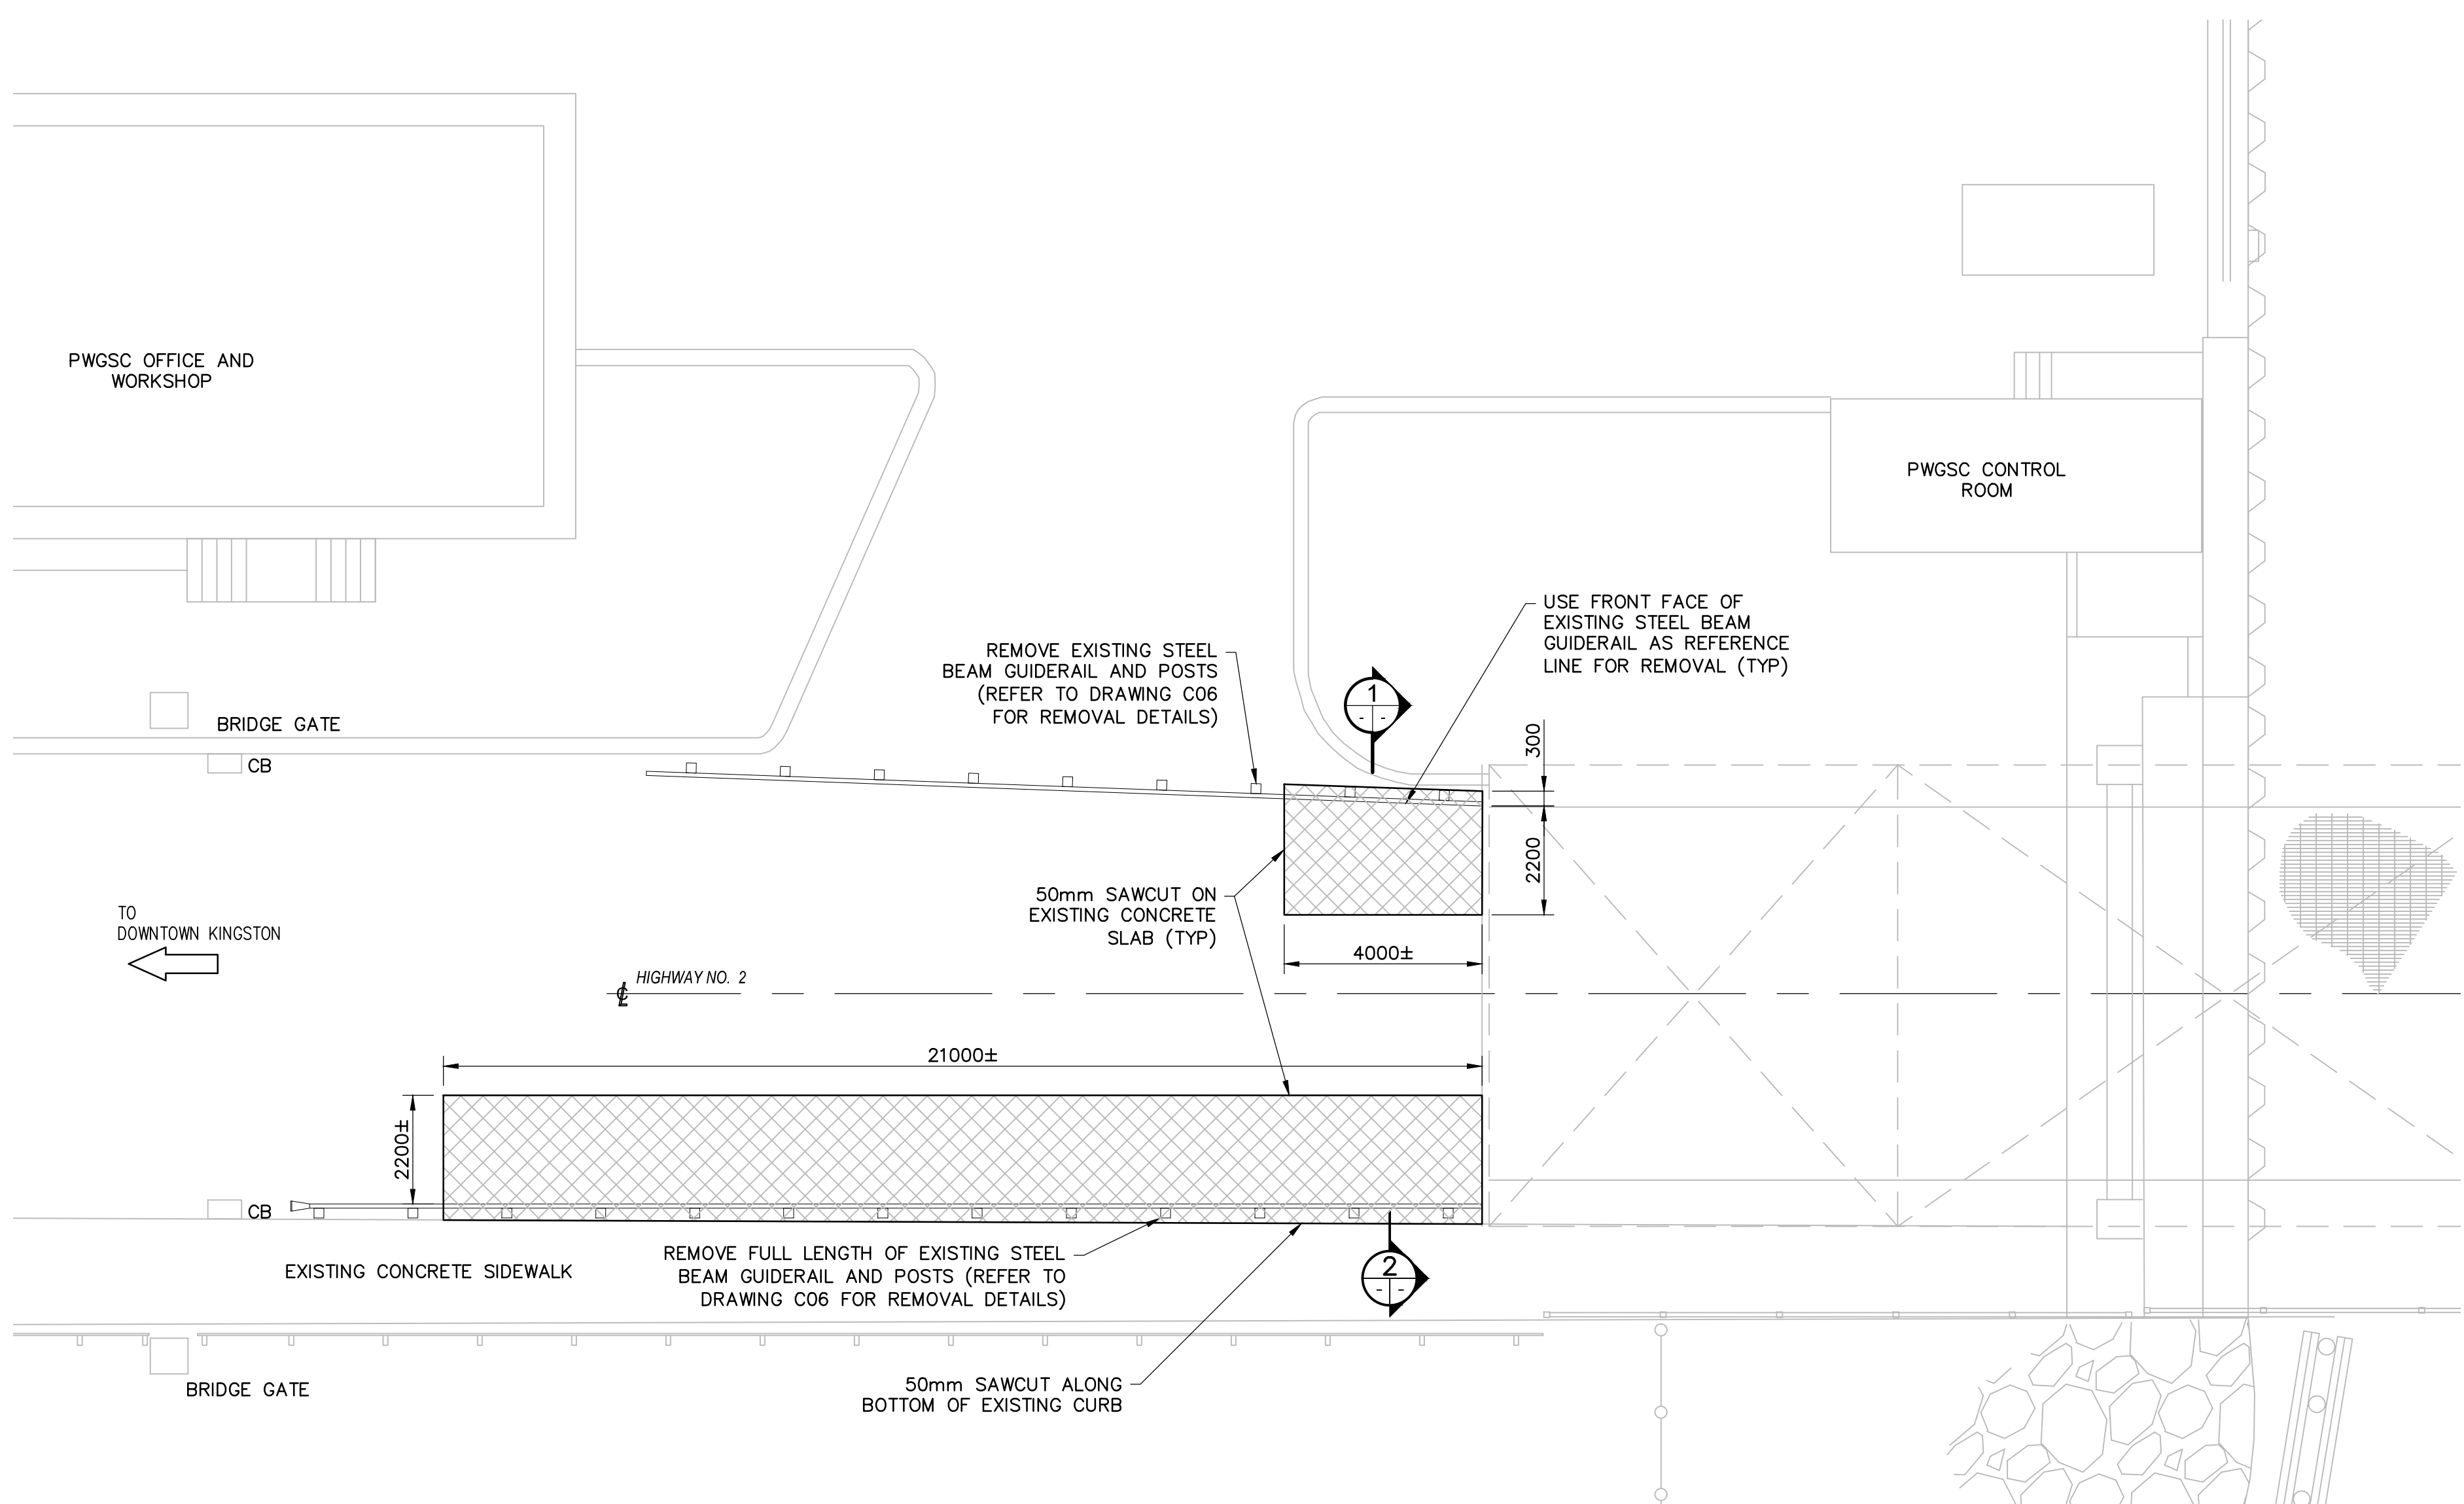 PWGSC OFFICE AND
WORKSHOP
PWGSC CONTROL
ROOM
USE FRONT FACE OF
EXISTING STEEL BEAM
GUIDERAIL AS REFERENCE
LINE FOR REMOVAL (TYP)
REMOVE EXISTING STEEL
BEAM GUIDERAIL AND POSTS
(REFER TO DRAWING C06
FOR REMOVAL DETAILS)
1
- -
BRIDGE GATE
CB
300
2200
50mm SAWCUT ON
EXISTING CONCRETE
SLAB (TYP)
TO
DOWNTOWN KINGSTON
4000±
℄ HIGHWAY NO. 2
21000±
2200±
CB
EXISTING CONCRETE SIDEWALK
REMOVE FULL LENGTH OF EXISTING STEEL
BEAM GUIDERAIL AND POSTS (REFER TO
DRAWING C06 FOR REMOVAL DETAILS)
2
- -
BRIDGE GATE
50mm SAWCUT ALONG
BOTTOM OF EXISTING CURB